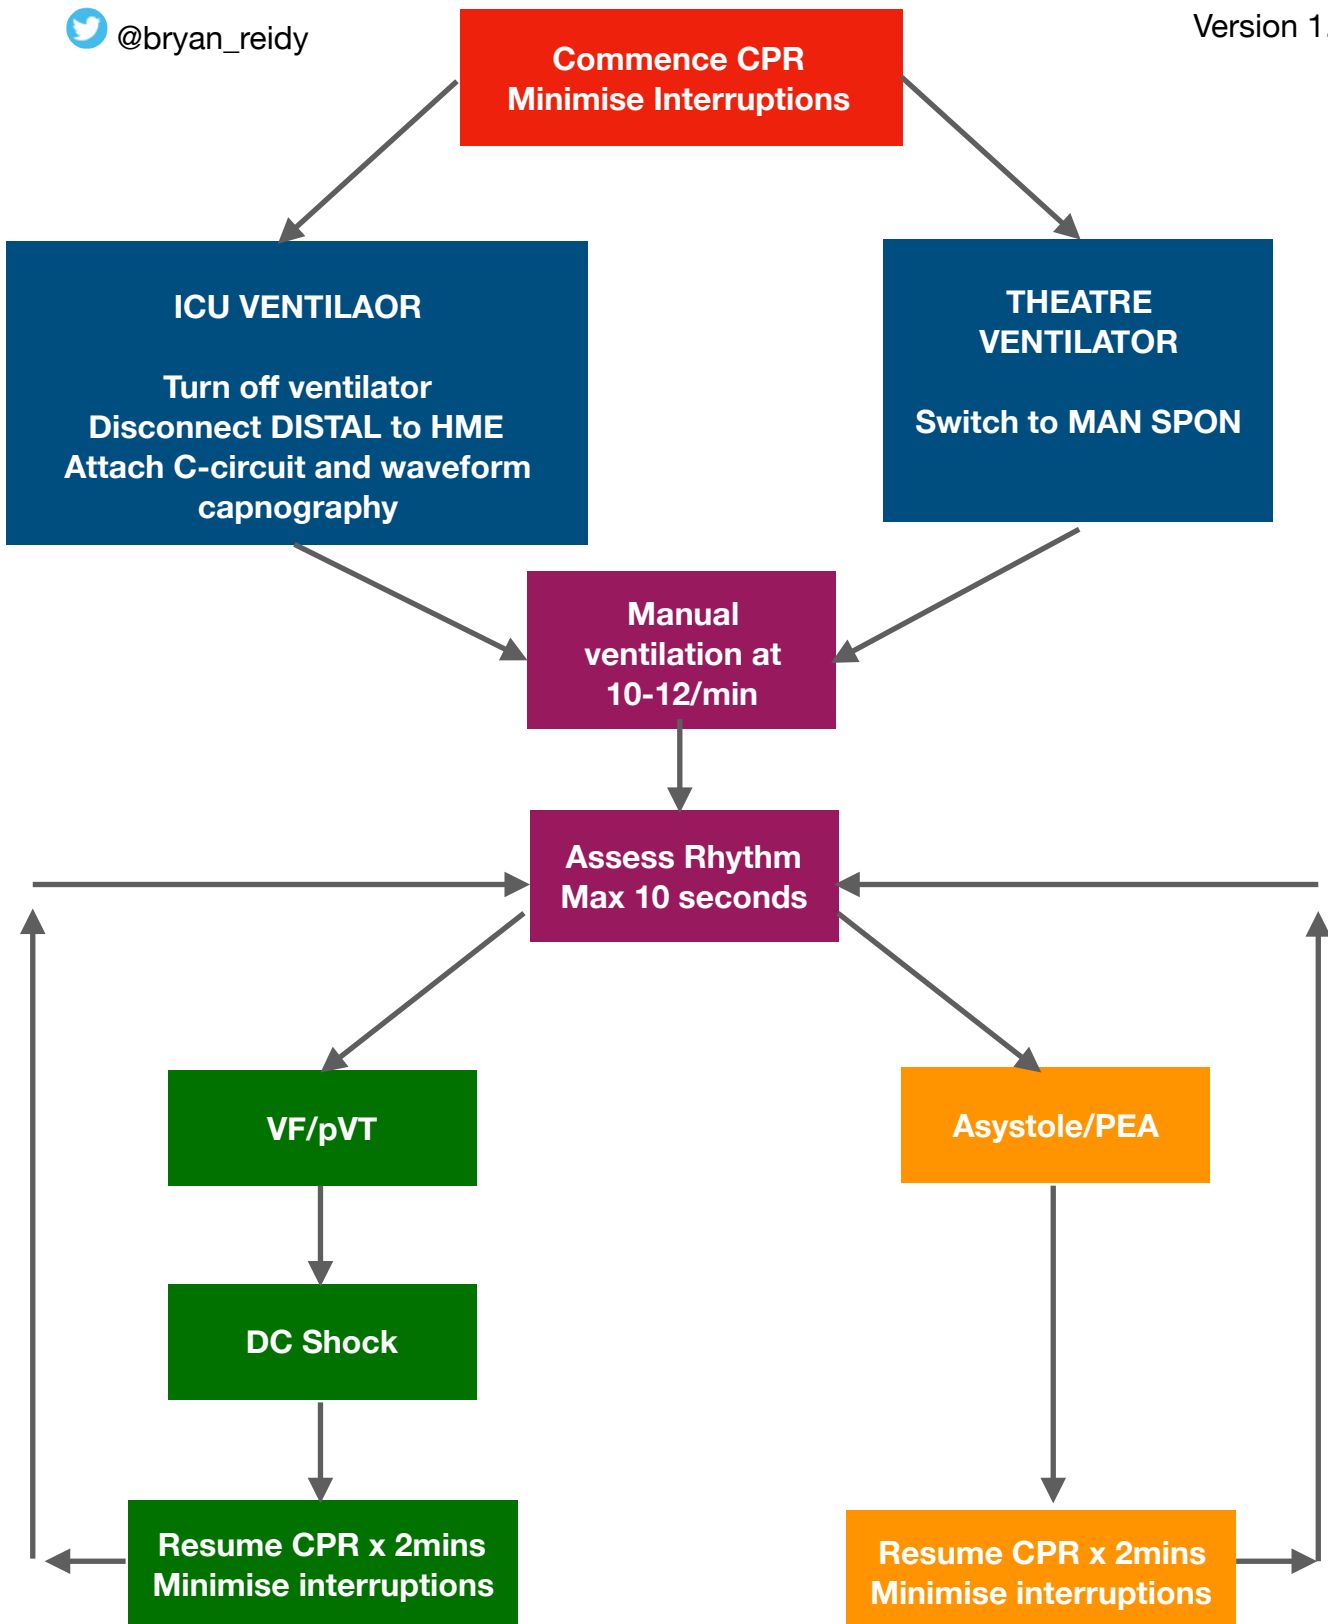 @bryan_reidy
Version 1.
Commence CPR
Minimise Interruptions
ICU VENTILAOR
Turn off ventilator
Disconnect DISTAL to HME
Attach C-circuit and waveform
capnography
THEATRE
VENTILATOR
Switch to MAN SPON
Manual
ventilation at
10-12/min
Assess Rhythm
Max 10 seconds
VF/pVT
Asystole/PEA
DC Shock
Resume CPR x 2mins
Minimise interruptions
Resume CPR x 2mins
Minimise interruptions